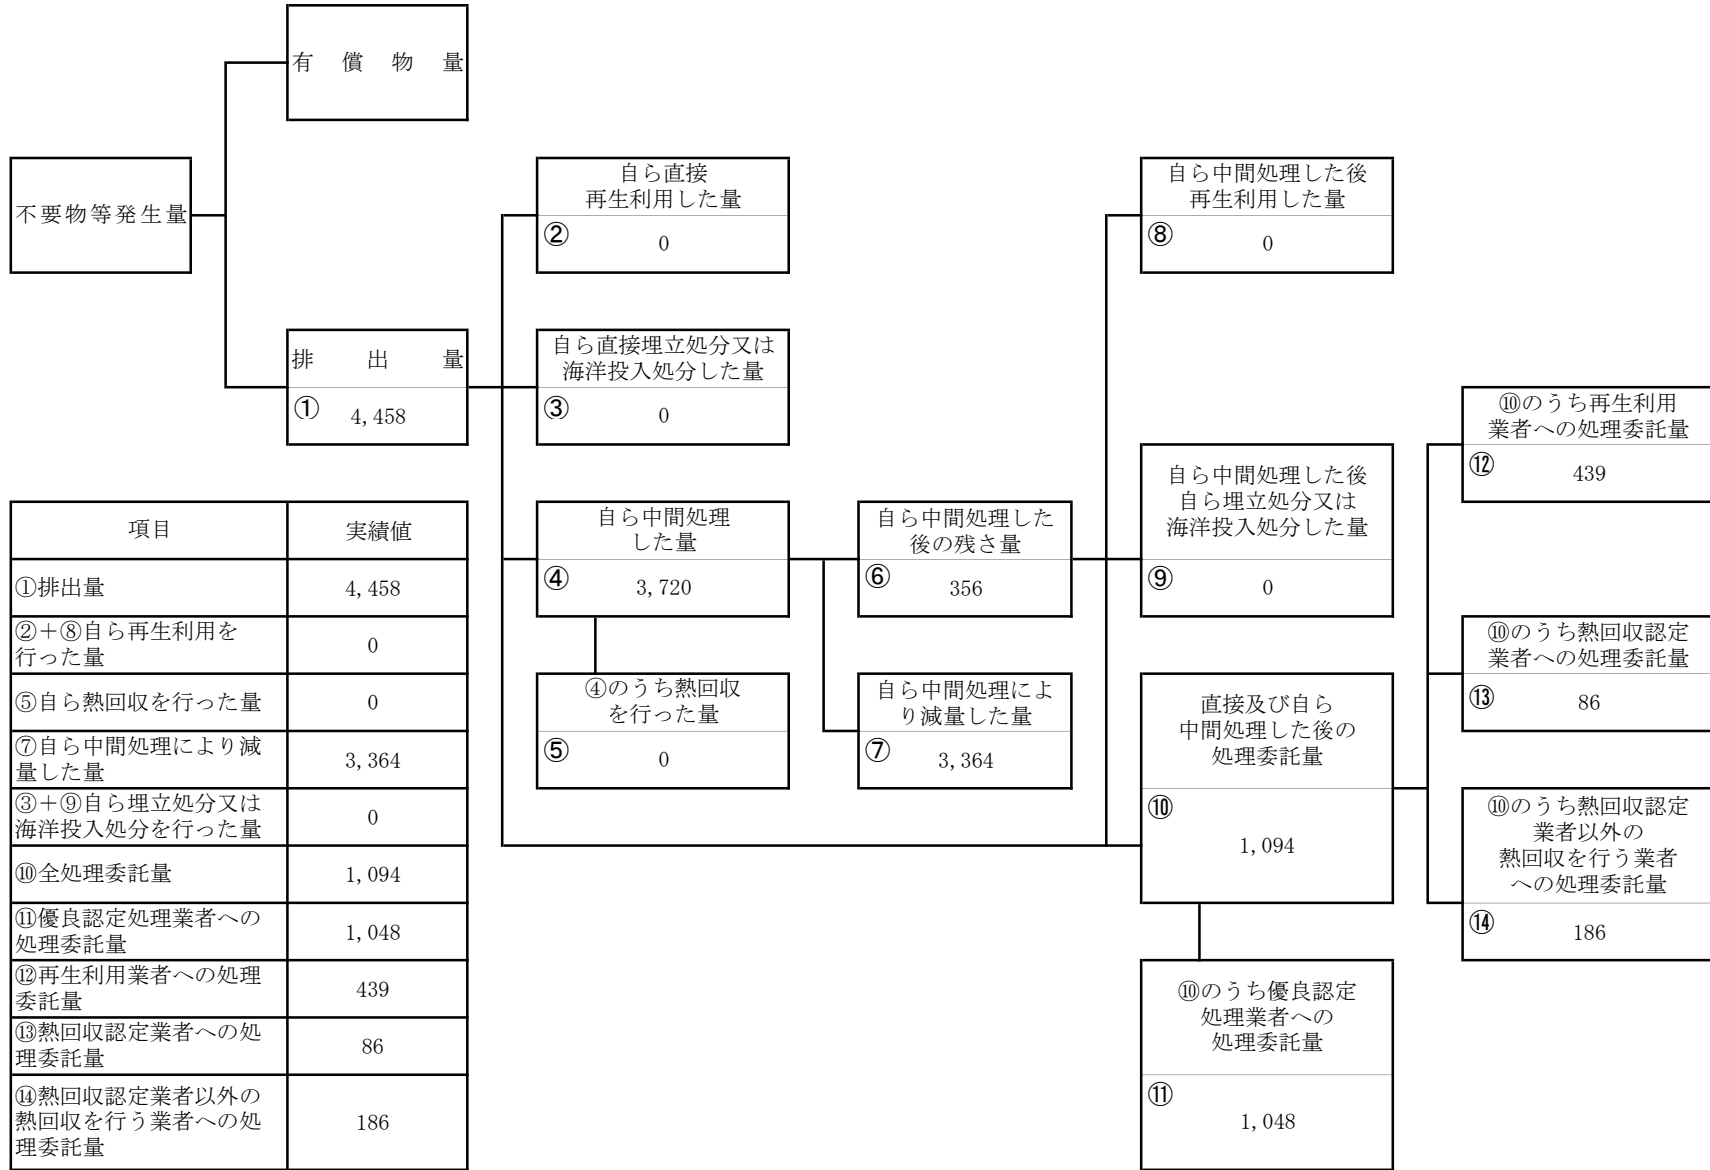 有償物量
不要物等発生量
自ら直接
再生利用した量
②
0
自ら中間処理した後
再生利用した量
⑧
0
排出量
①
4,458
自ら直接埋立処分又は
海洋投入処分した量
③
0
⑩のうち再生利用
業者への処理委託量
⑫
439
自ら中間処理
した量
④
3,720
自ら中間処理した
後の残さ量
⑥
356
自ら中間処理した後
自ら埋立処分又は
海洋投入処分した量
⑨
0
⑩のうち熱回収認定
業者への処理委託量
⑬
86
④のうち熱回収
を行った量
⑤
0
自ら中間処理によ
り減量した量
⑦
3,364
直接及び自ら
中間処理した後の
処理委託量
⑩
1,094
⑩のうち熱回収認定
業者以外の
熱回収を行う業者
への処理委託量
⑭
186
⑩のうち優良認定
処理業者への
処理委託量
⑪
1,048
項目 実績値
①排出量 4,458
②+⑧自ら再生利用を
行った量 0
⑤自ら熱回収を行った量 0
⑦自ら中間処理により減
量した量 3,364
③+⑨自ら埋立処分又は
海洋投入処分を行った量 0
⑩全処理委託量 1,094
⑪優良認定処理業者への
処理委託量 1,048
⑫再生利用業者への処理
委託量 439
⑬熱回収認定業者への処
理委託量 86
⑭熱回収認定業者以外の
熱回収を行う業者への処
理委託量 186